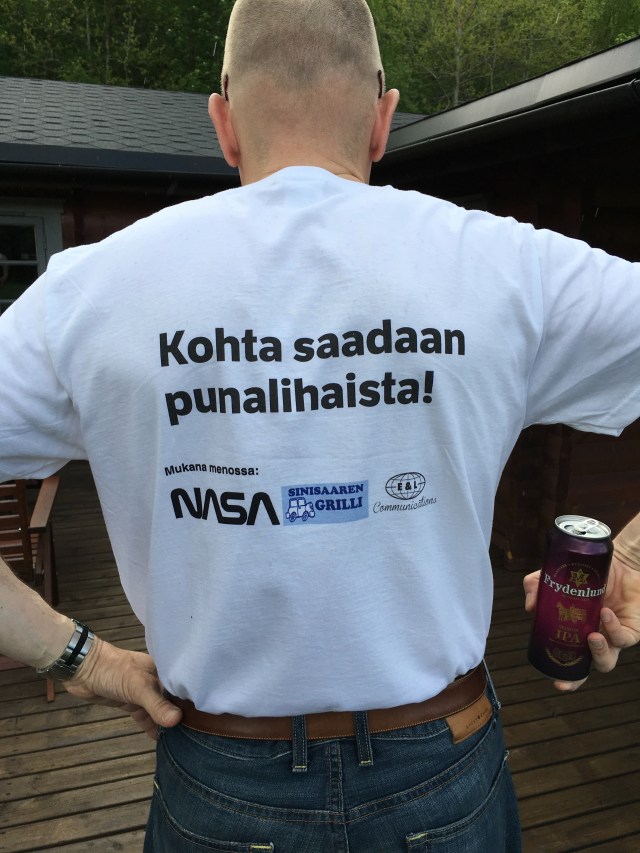 Kohta saadaan
punalihaista!
Mukana menossa:
NASA
SINISAAREN
GRILLI
E & L
Communications
Frydenlund
IPA